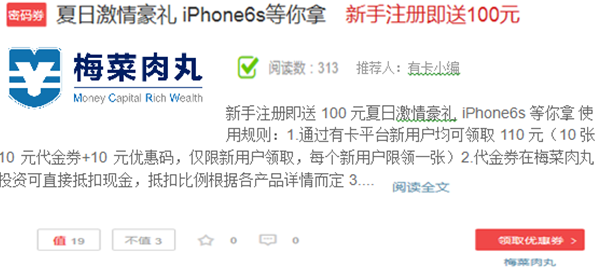 密码券 夏日激情豪礼 iPhone6s等你拿 新手注册即送100元
梅菜肉丸
Money Capital Rich Wealth
阅读数：313 推荐人：有卡小编
新手注册即送 100 元夏日激情豪礼 iPhone6s 等你拿 使
用规则：1.通过有卡平台新用户均可领取 110 元（10 张
10 元代金券+10 元优惠码，仅限新用户领取，每个新用户限领一张）2.代金券在梅菜肉丸
投资可直接抵扣现金，抵扣比例根据各产品详情而定 3.... 阅读全文
值 19 不值 3 0 0 领取优惠券 >
梅菜肉丸